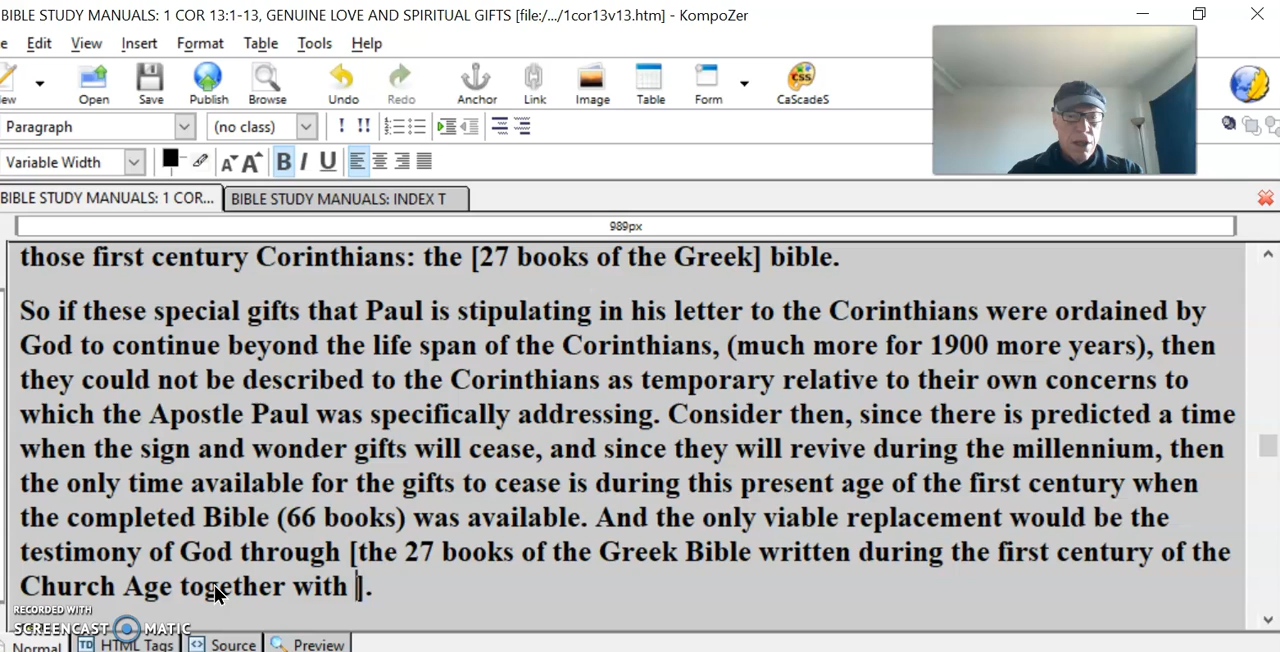 BIBLE STUDY MANUALS: 1 COR 13:1-13, GENUINE LOVE AND SPIRITUAL GIFTS [file:/.../1cor13v13.htm] - KompoZer
e Edit View Insert Format Table Tools Help
ew Open Save Publish Browse Undo Redo Anchor Link Image Table Form CaScadeS
Paragraph (no class) ! !!
Variable Width A A B I U
BIBLE STUDY MANUALS: 1 COR... BIBLE STUDY MANUALS: INDEX T
989px
those first century Corinthians: the [27 books of the Greek] bible.
So if these special gifts that Paul is stipulating in his letter to the Corinthians were ordained by
God to continue beyond the life span of the Corinthians, (much more for 1900 more years), then
they could not be described to the Corinthians as temporary relative to their own concerns to
which the Apostle Paul was specifically addressing. Consider then, since there is predicted a time
when the sign and wonder gifts will cease, and since they will revive during the millennium, then
the only time available for the gifts to cease is during this present age of the first century when
the completed Bible (66 books) was available. And the only viable replacement would be the
testimony of God through [the 27 books of the Greek Bible written during the first century of the
Church Age together with ].
RECORDED WITH
SCREENCAST MATIC
Normal TD HTML Tags <> Source Preview